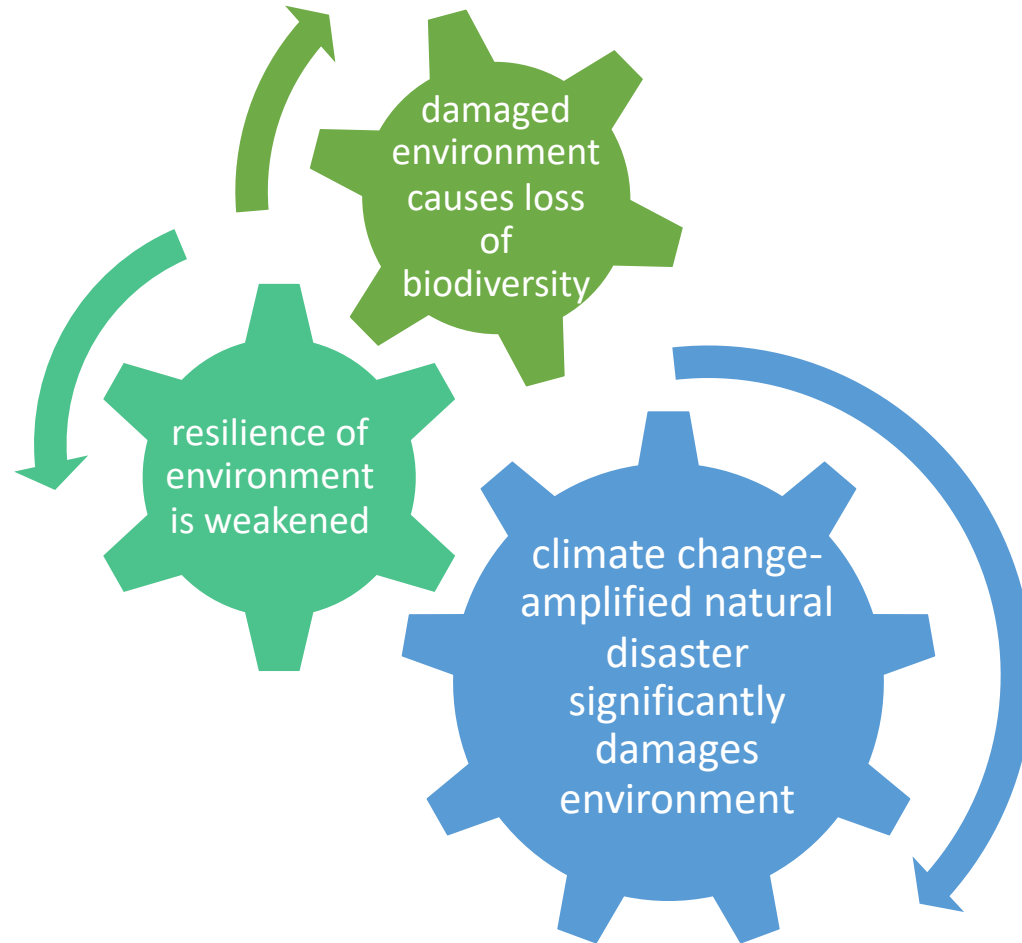 damaged
environment
causes loss
of
biodiversity
resilience of
environment
is weakened
climate change-
amplified natural
disaster
significantly
damages
environment